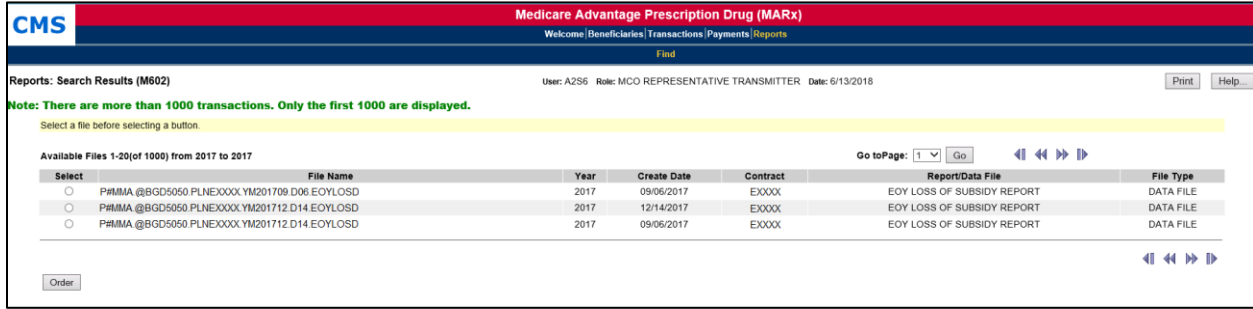 CMS
Medicare Advantage Prescription Drug (MARx)
Welcome|Beneficiaries|Transactions|Payments|Reports
Find
Reports: Search Results (M602) User: A2S6 Role: MCO REPRESENTATIVE TRANSMITTER Date: 6/13/2018 Print Help...
Note: There are more than 1000 transactions. Only the first 1000 are displayed.
Select a file before selecting a button.
Available Files 1-20(of 1000) from 2017 to 2017 Go toPage: 1 Go
Select File Name Year Create Date Contract Report/Data File File Type
P#MMA.@BGD5050.PLNEXXXX.YM201709.D06.EOYLOSD 2017 09/06/2017 EXXXX EOY LOSS OF SUBSIDY REPORT DATA FILE
P#MMA.@BGD5050.PLNEXXXX.YM201712.D14.EOYLOSD 2017 12/14/2017 EXXXX EOY LOSS OF SUBSIDY REPORT DATA FILE
P#MMA.@BGD5050.PLNEXXXX.YM201712.D14.EOYLOSD 2017 09/06/2017 EXXXX EOY LOSS OF SUBSIDY REPORT DATA FILE
Order